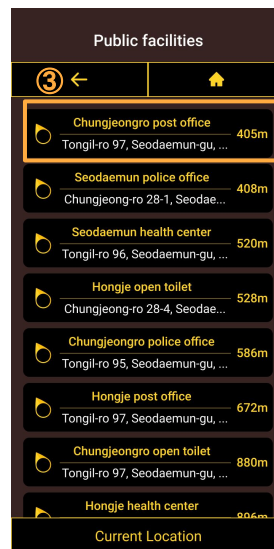 Public facilities
③
Chungjeongro post office
405m
Tongil-ro 97, Seodaemun-gu, ...
Seodaemun police office
408m
Chungjeong-ro 28-1, Seodae...
Seodaemun health center
520m
Tongil-ro 96, Seodaemun-gu, ...
Hongje open toilet
528m
Chungjeong-ro 28-4, Seodae...
Chungjeongro police office
586m
Tongil-ro 95, Seodaemun-gu, ...
Hongje post office
672m
Tongil-ro 97, Seodaemun-gu, ...
Chungjeongro open toilet
880m
Tongil-ro 97, Seodaemun-gu, ...
Hongje health center
896m
Current Location